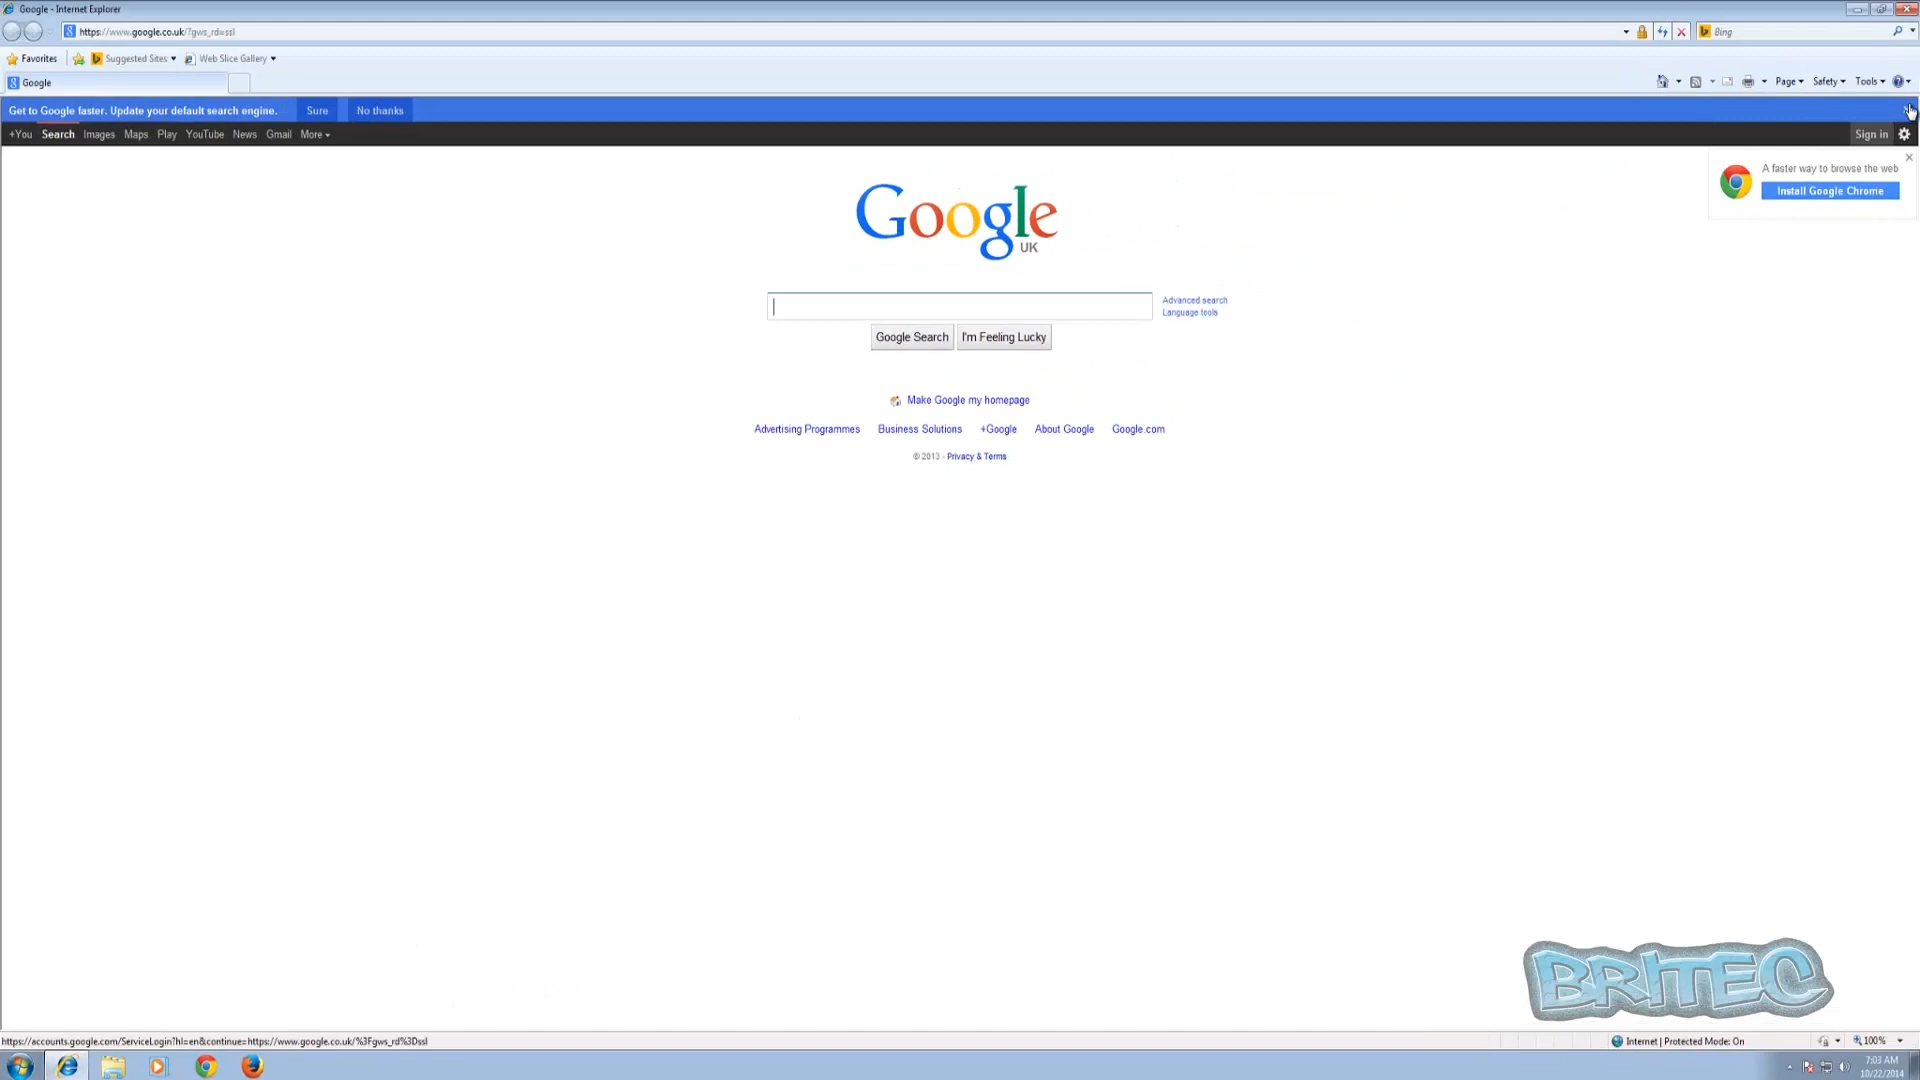 Google - Internet Explorer
https://www.google.co.uk/?gws_rd=ssl
Bing
Favorites Suggested Sites Web Slice Gallery
Google
Page Safety Tools
Get to Google faster. Update your default search engine. Sure No thanks
+You Search Images Maps Play YouTube News Gmail More
Sign in
A faster way to browse the web
Install Google Chrome
Google
UK
Advanced search
Language tools
Google Search I'm Feeling Lucky
Make Google my homepage
Advertising Programmes Business Solutions +Google About Google Google.com
© 2013 - Privacy & Terms
BRITEC
https://accounts.google.com/ServiceLogin?hl=en&continue=https://www.google.co.uk/%3Fgws_rd%3Dssl
Internet | Protected Mode: On
100%
7:03 AM
10/22/2014